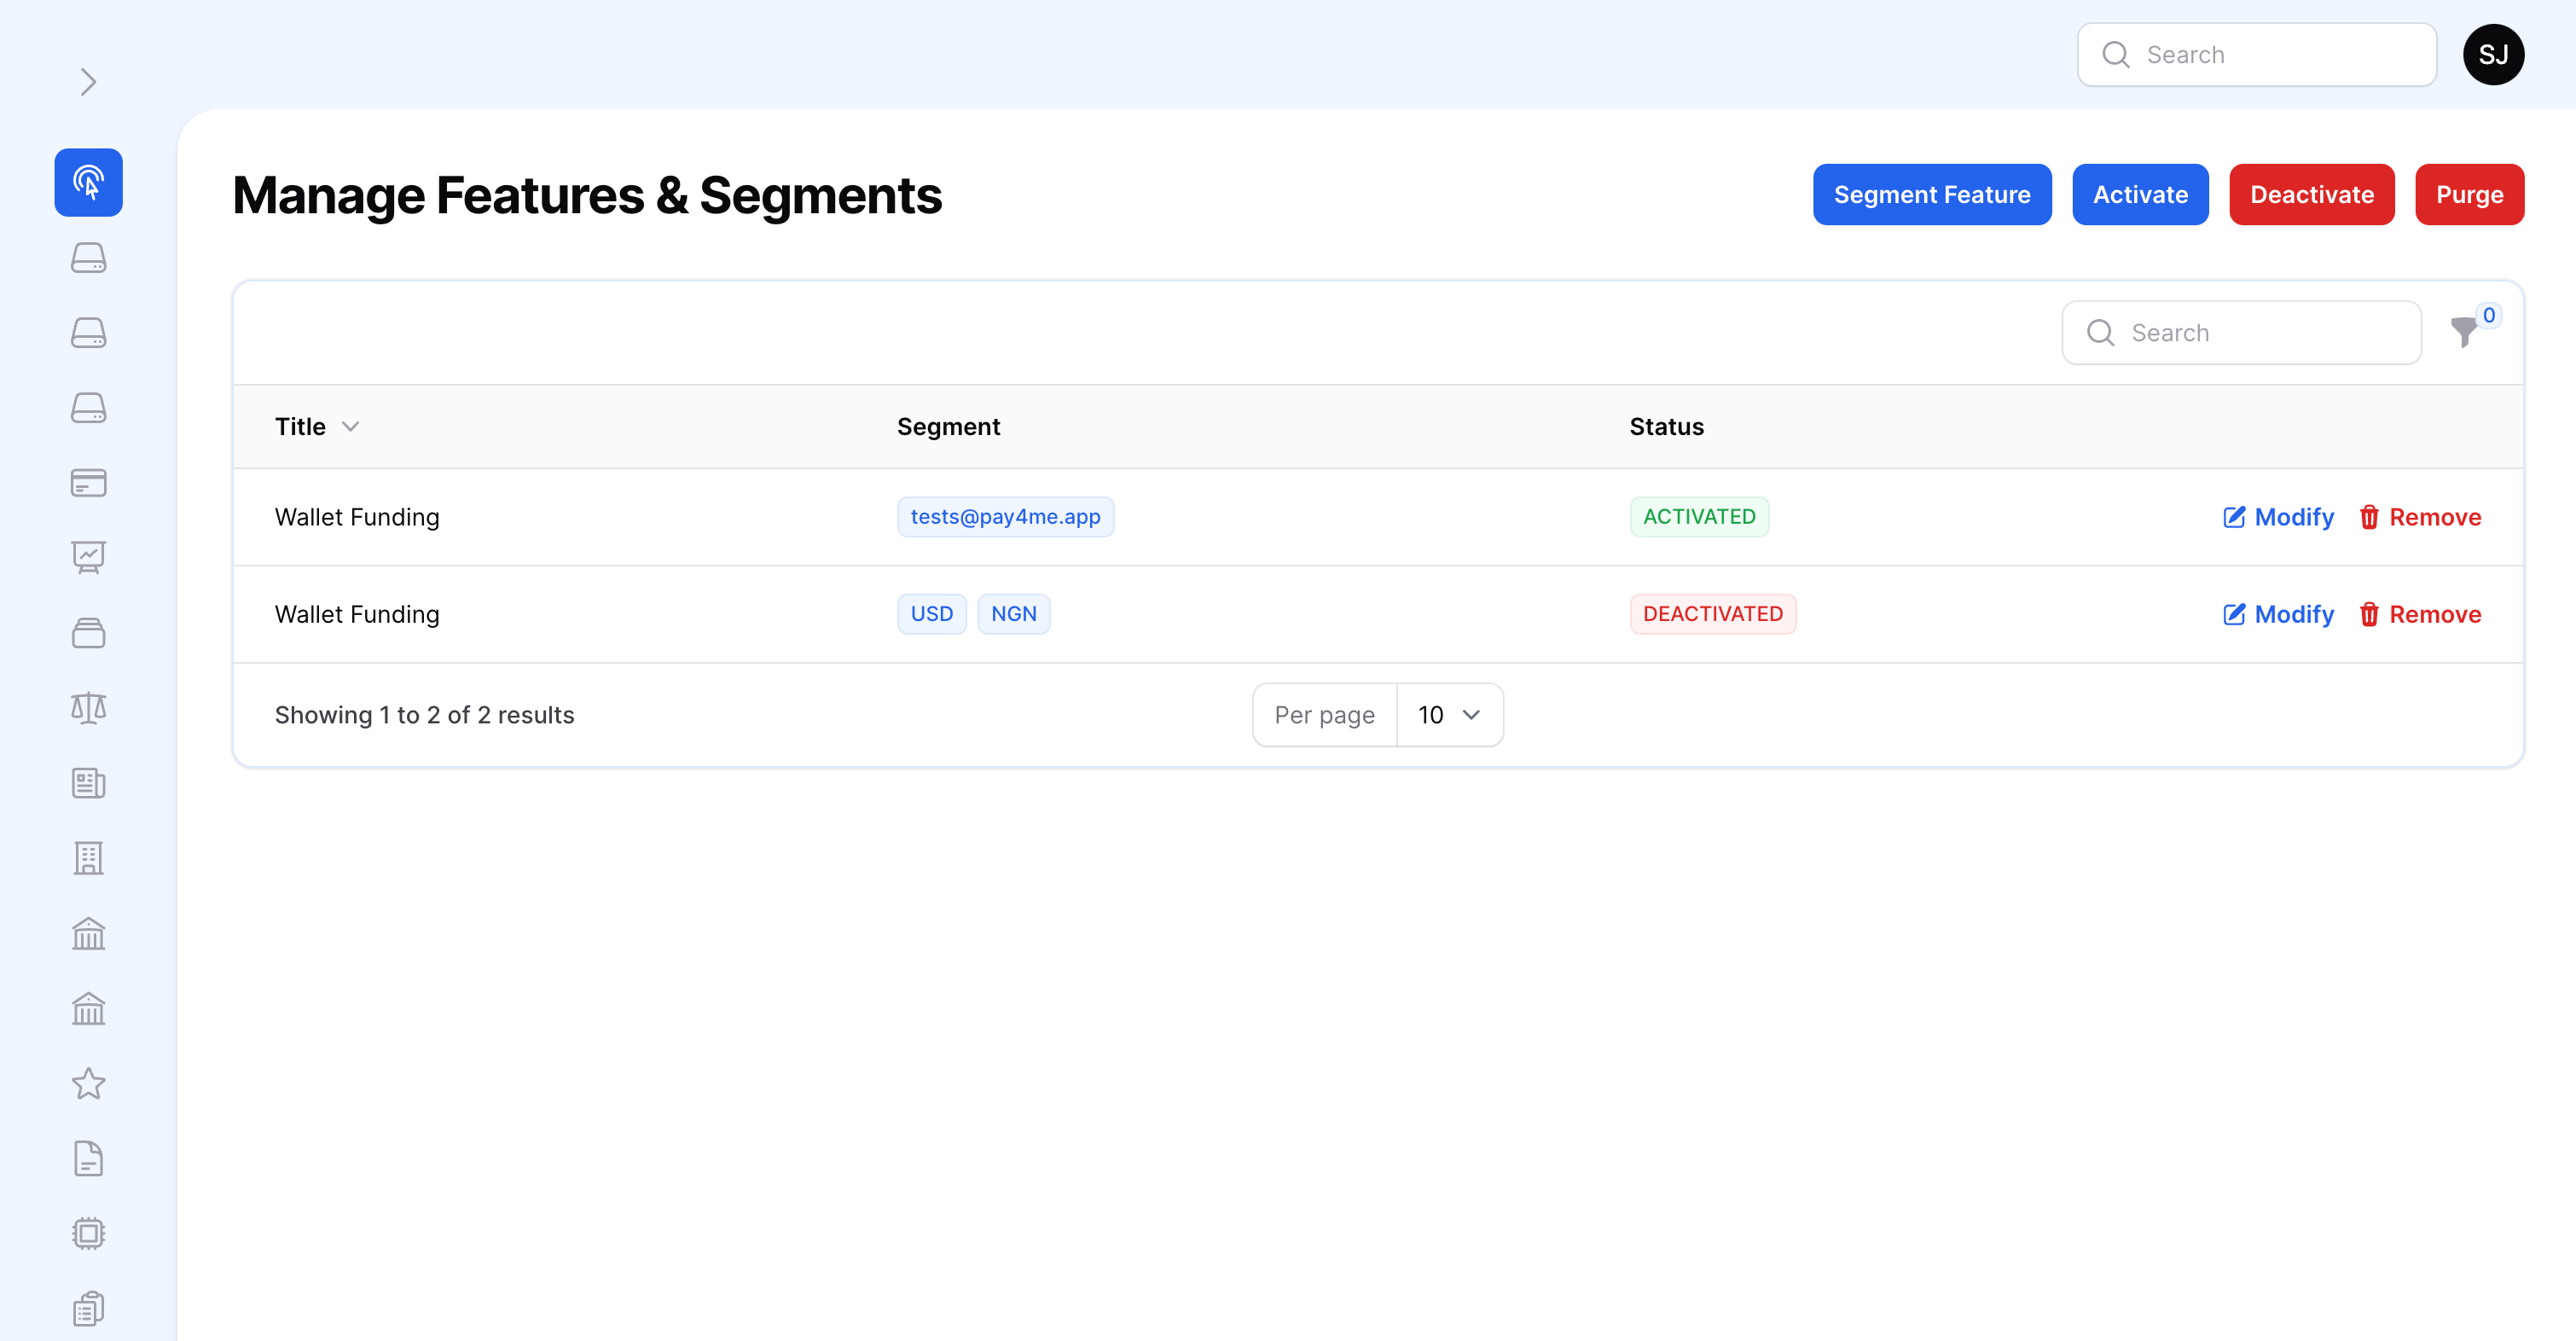 Search
SJ
Manage Features & Segments
Segment Feature
Activate
Deactivate
Purge
Search
0
Title Segment Status
Wallet Funding tests@pay4me.app ACTIVATED Modify Remove
Wallet Funding USD NGN DEACTIVATED Modify Remove
Showing 1 to 2 of 2 results Per page 10